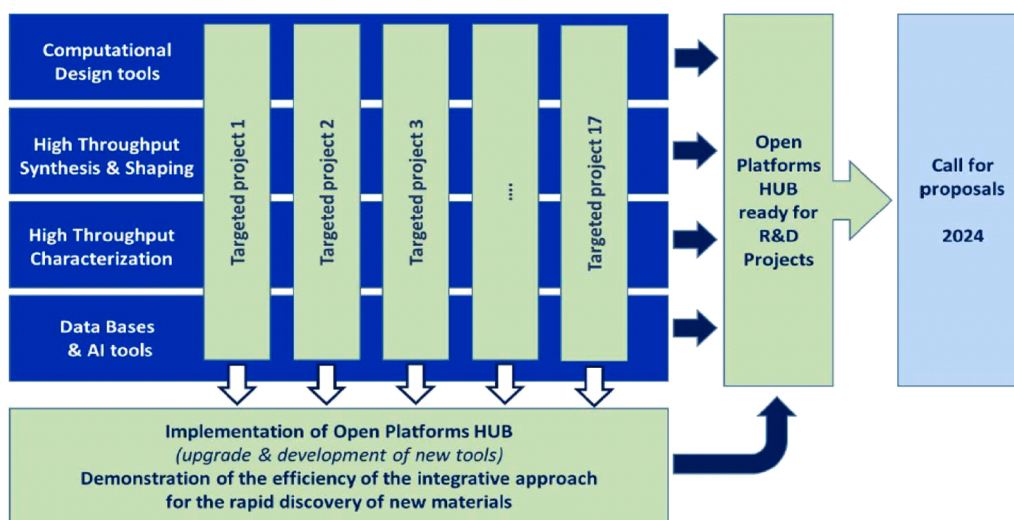 Computational
Design tools
High Throughput
Synthesis & Shaping
High Throughput
Characterization
Data Bases
& AI tools
Targeted project 1
Targeted project 2
Targeted project 3
....
Targeted project 17
Open
Platforms
HUB
ready for
R&D
Projects
Call for
proposals
2024
Implementation of Open Platforms HUB
(upgrade & development of new tools)
Demonstration of the efficiency of the integrative approach
for the rapid discovery of new materials